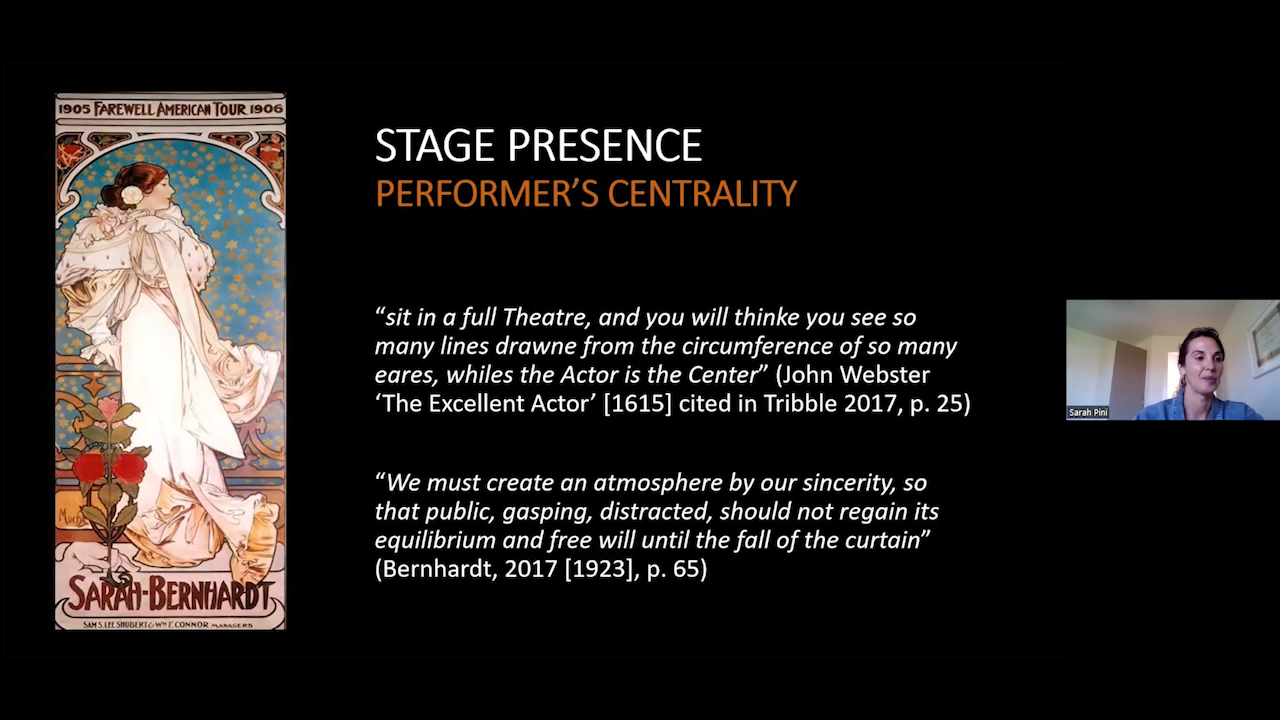 1905 FAREWELL AMERICAN TOUR 1906
STAGE PRESENCE
PERFORMER’S CENTRALITY
“sit in a full Theatre, and you will thinke you see so
many lines drawne from the circumference of so many
eares, whiles the Actor is the Center” (John Webster
‘The Excellent Actor’ [1615] cited in Tribble 2017, p. 25)
“We must create an atmosphere by our sincerity, so
that public, gasping, distracted, should not regain its
equilibrium and free will until the fall of the curtain”
(Bernhardt, 2017 [1923], p. 65)
Mucha
SARAH-BERNHARDT
SAM S. LEE SHUBERT & WM F. CONNOR MANAGERS
Sarah Pini